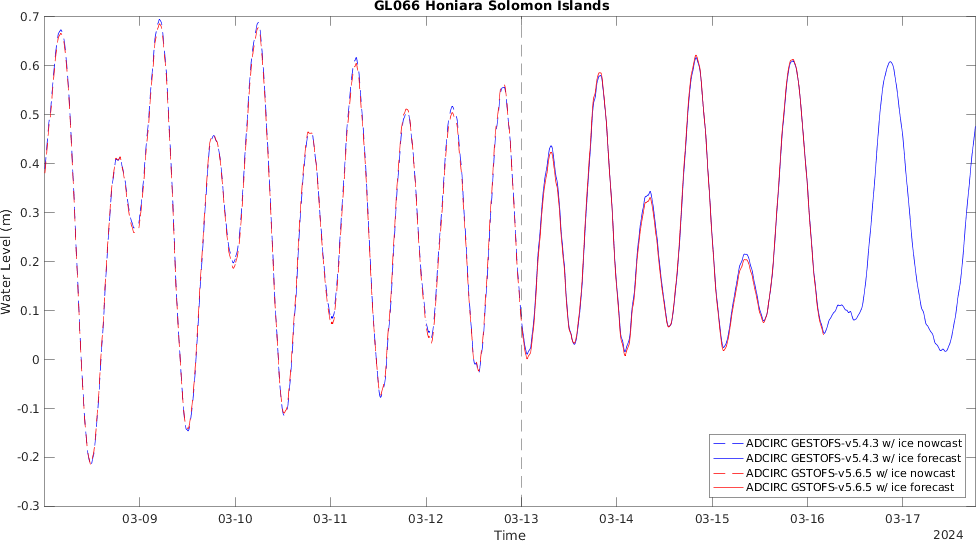 GL066 Honiara Solomon Islands
0.7
0.6
0.5
0.4
0.3
0.2
0.1
0
-0.1
-0.2
-0.3
Water Level (m)
ADCIRC GESTOFS-v5.4.3 w/ ice nowcast
ADCIRC GESTOFS-v5.4.3 w/ ice forecast
ADCIRC GSTOFS-v5.6.5 w/ ice nowcast
ADCIRC GSTOFS-v5.6.5 w/ ice forecast
03-09 03-10 03-11 03-12 03-13 03-14 03-15 03-16 03-17
Time
2024